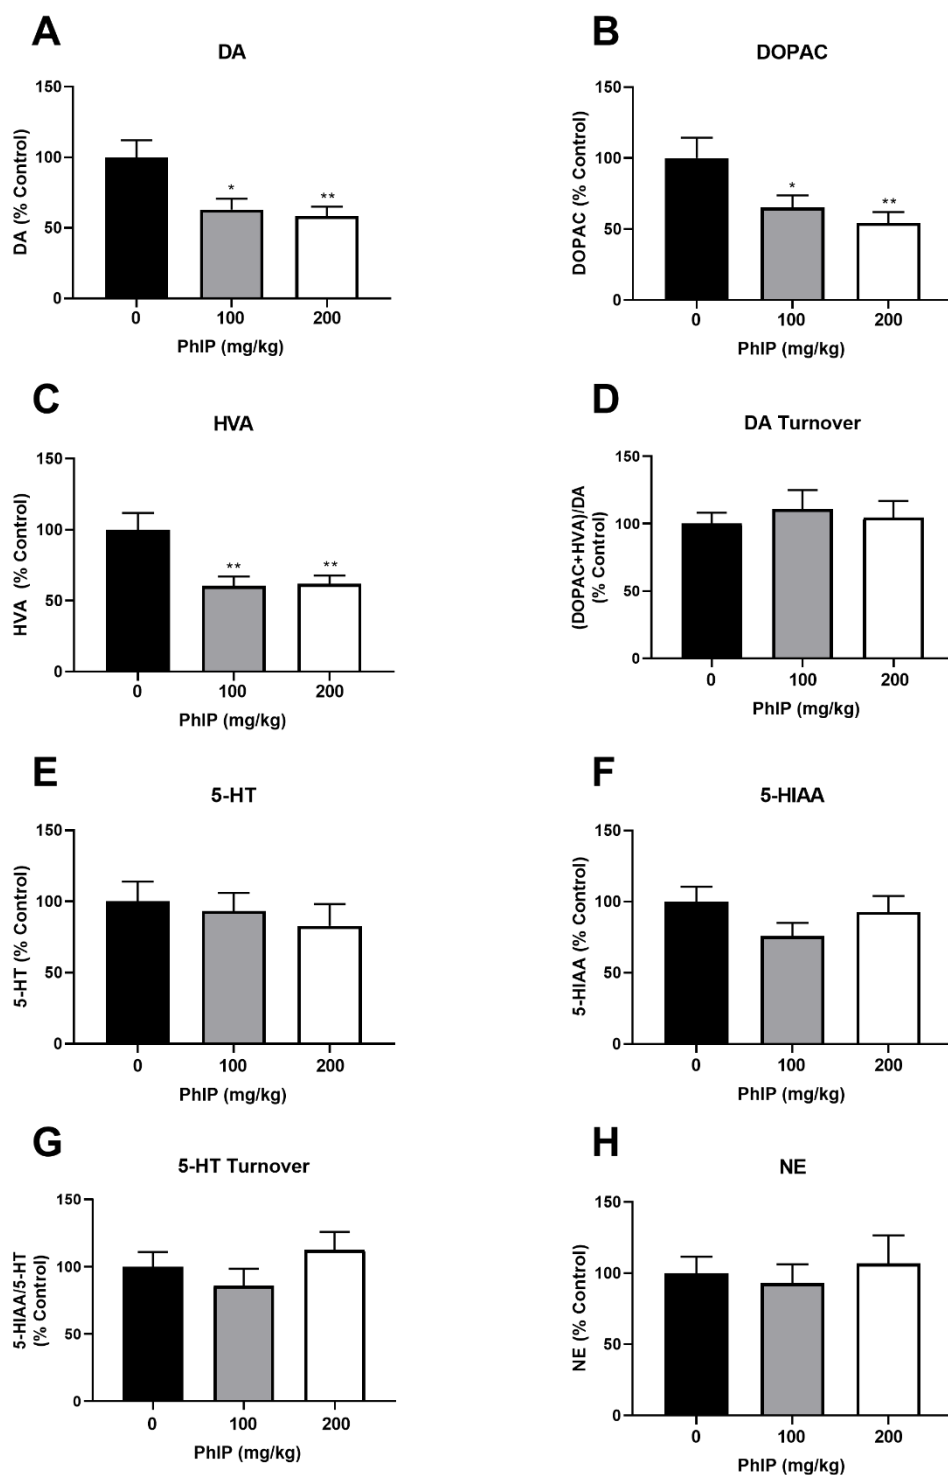 A
DA
DA (% Control)
150
100
50
0
*
**
0 100 200
PhIP (mg/kg)
B
DOPAC
DOPAC (% Control)
150
100
50
0
*
**
0 100 200
PhIP (mg/kg)
C
HVA
HVA (% Control)
150
100
50
0
**
**
0 100 200
PhIP (mg/kg)
D
DA Turnover
(DOPAC+HVA)/DA
(% Control)
150
100
50
0
0 100 200
PhIP (mg/kg)
E
5-HT
5-HT (% Control)
150
100
50
0
0 100 200
PhIP (mg/kg)
F
5-HIAA
5-HIAA (% Control)
150
100
50
0
0 100 200
PhIP (mg/kg)
G
5-HT Turnover
5-HIAA/5-HT
(% Control)
150
100
50
0
0 100 200
PhIP (mg/kg)
H
NE
NE (% Control)
150
100
50
0
0 100 200
PhIP (mg/kg)